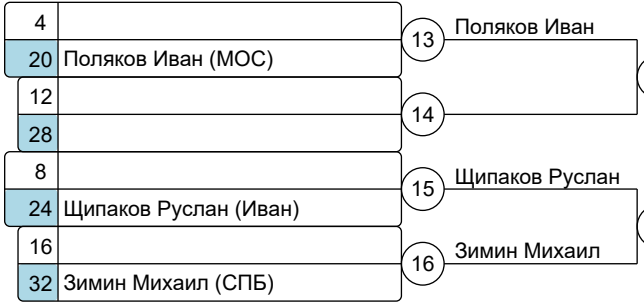 4
13 Поляков Иван
20 Поляков Иван (МОС)
12
14
28
8
15 Щипаков Руслан
24 Щипаков Руслан (Иван)
16
16 Зимин Михаил
32 Зимин Михаил (СПБ)